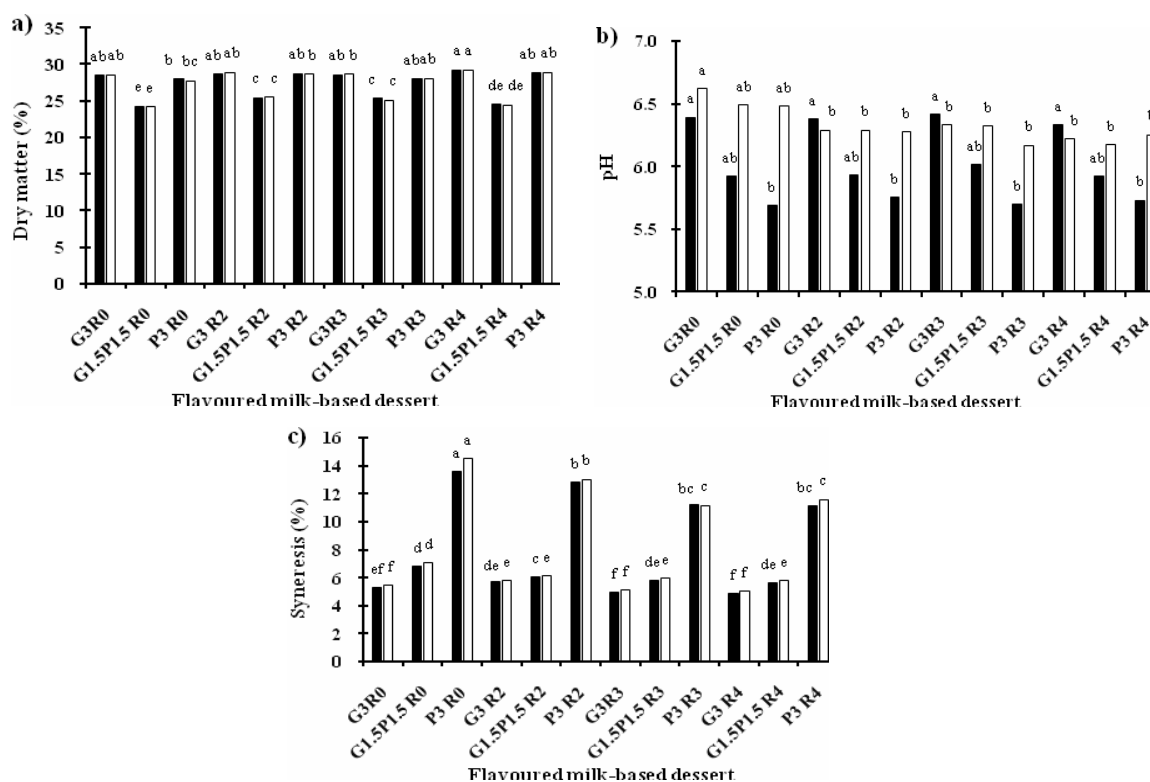 a)
Dry matter (%)
35
30
25
20
15
10
5
0
ab ab
e e
b bc
ab ab
c c
ab b
ab b
c c
ab ab
a a
de de
ab ab
G3R0
G1.5P1.5 R0
P3 R0
G3 R2
G1.5P1.5 R2
P3 R2
G3R3
G1.5P1.5 R3
P3 R3
G3 R4
G1.5P1.5 R4
P3 R4
Flavoured milk-based dessert
b)
pH
7.0
6.5
6.0
5.5
5.0
a a
ab ab
b ab
a b
ab b
b b
a b
ab b
b b
a b
ab b
b
G3R0
G1.5P1.5 R0
P3 R0
G3 R2
G1.5P1.5 R2
P3 R2
G3R3
G1.5P1.5 R3
P3 R3
G3 R4
G1.5P1.5 R4
P3 R4
Flavoured milk-based dessert
c)
Syneresis (%)
16
14
12
10
8
6
4
2
0
ef f
d d
a a
de e
c e
b b
f f
de e
bc c
f f
de e
bc c
G3R0
G1.5P1.5 R0
P3 R0
G3 R2
G1.5P1.5 R2
P3 R2
G3R3
G1.5P1.5 R3
P3 R3
G3 R4
G1.5P1.5 R4
P3 R4
Flavoured milk-based dessert